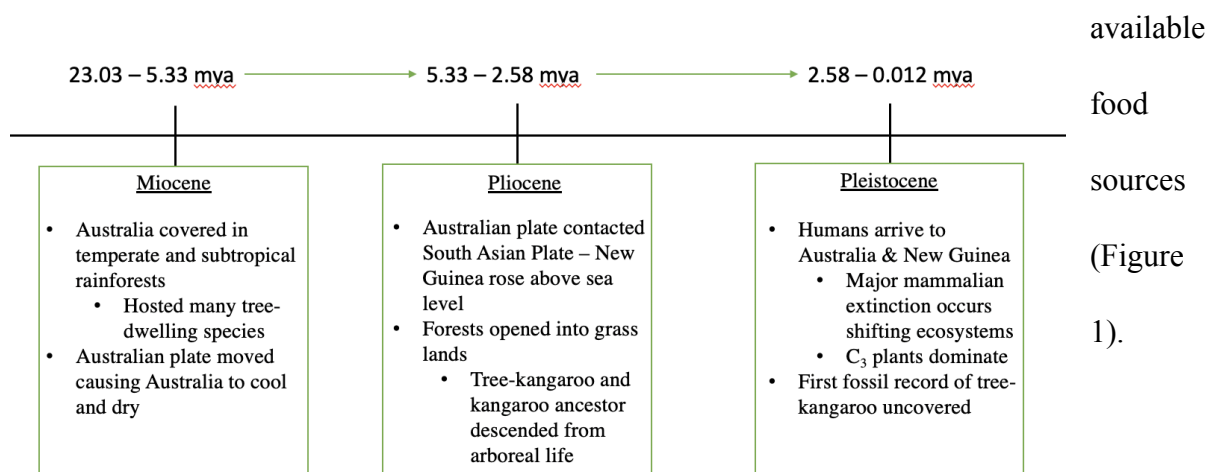 23.03 – 5.33 mya
5.33 – 2.58 mya
2.58 – 0.012 mya
Miocene
• Australia covered in
temperate and subtropical
rainforests
• Hosted many tree-
dwelling species
• Australian plate moved
causing Australia to cool
and dry
Pliocene
• Australian plate contacted
South Asian Plate – New
Guinea rose above sea
level
• Forests opened into grass
lands
• Tree-kangaroo and
kangaroo ancestor
descended from
arboreal life
Pleistocene
• Humans arrive to
Australia & New Guinea
• Major mammalian
extinction occurs
shifting ecosystems
• C₃ plants dominate
• First fossil record of tree-
kangaroo uncovered
available
food
sources
(Figure
1).